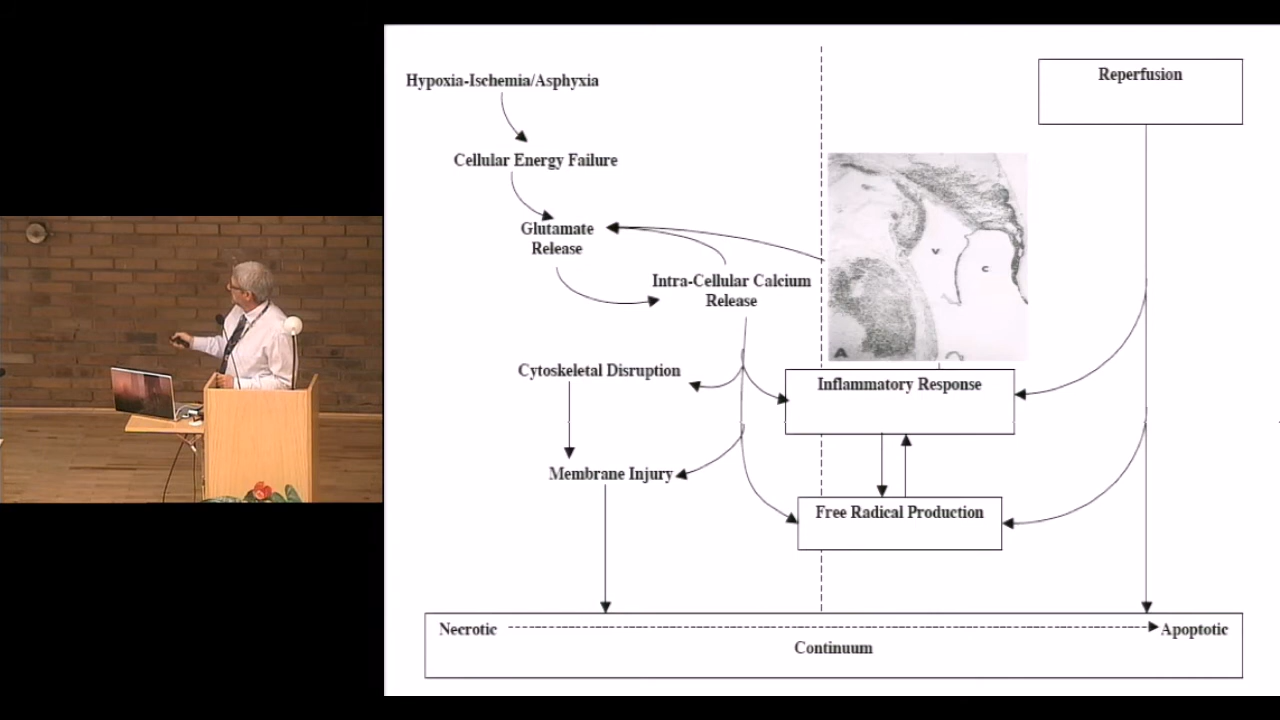 Hypoxia-Ischemia/Asphyxia
Reperfusion
Cellular Energy Failure
Glutamate
Release
Intra-Cellular Calcium
Release
V
C
A
Cytoskeletal Disruption
Inflammatory Response
Membrane Injury
Free Radical Production
Necrotic
Apoptotic
Continuum